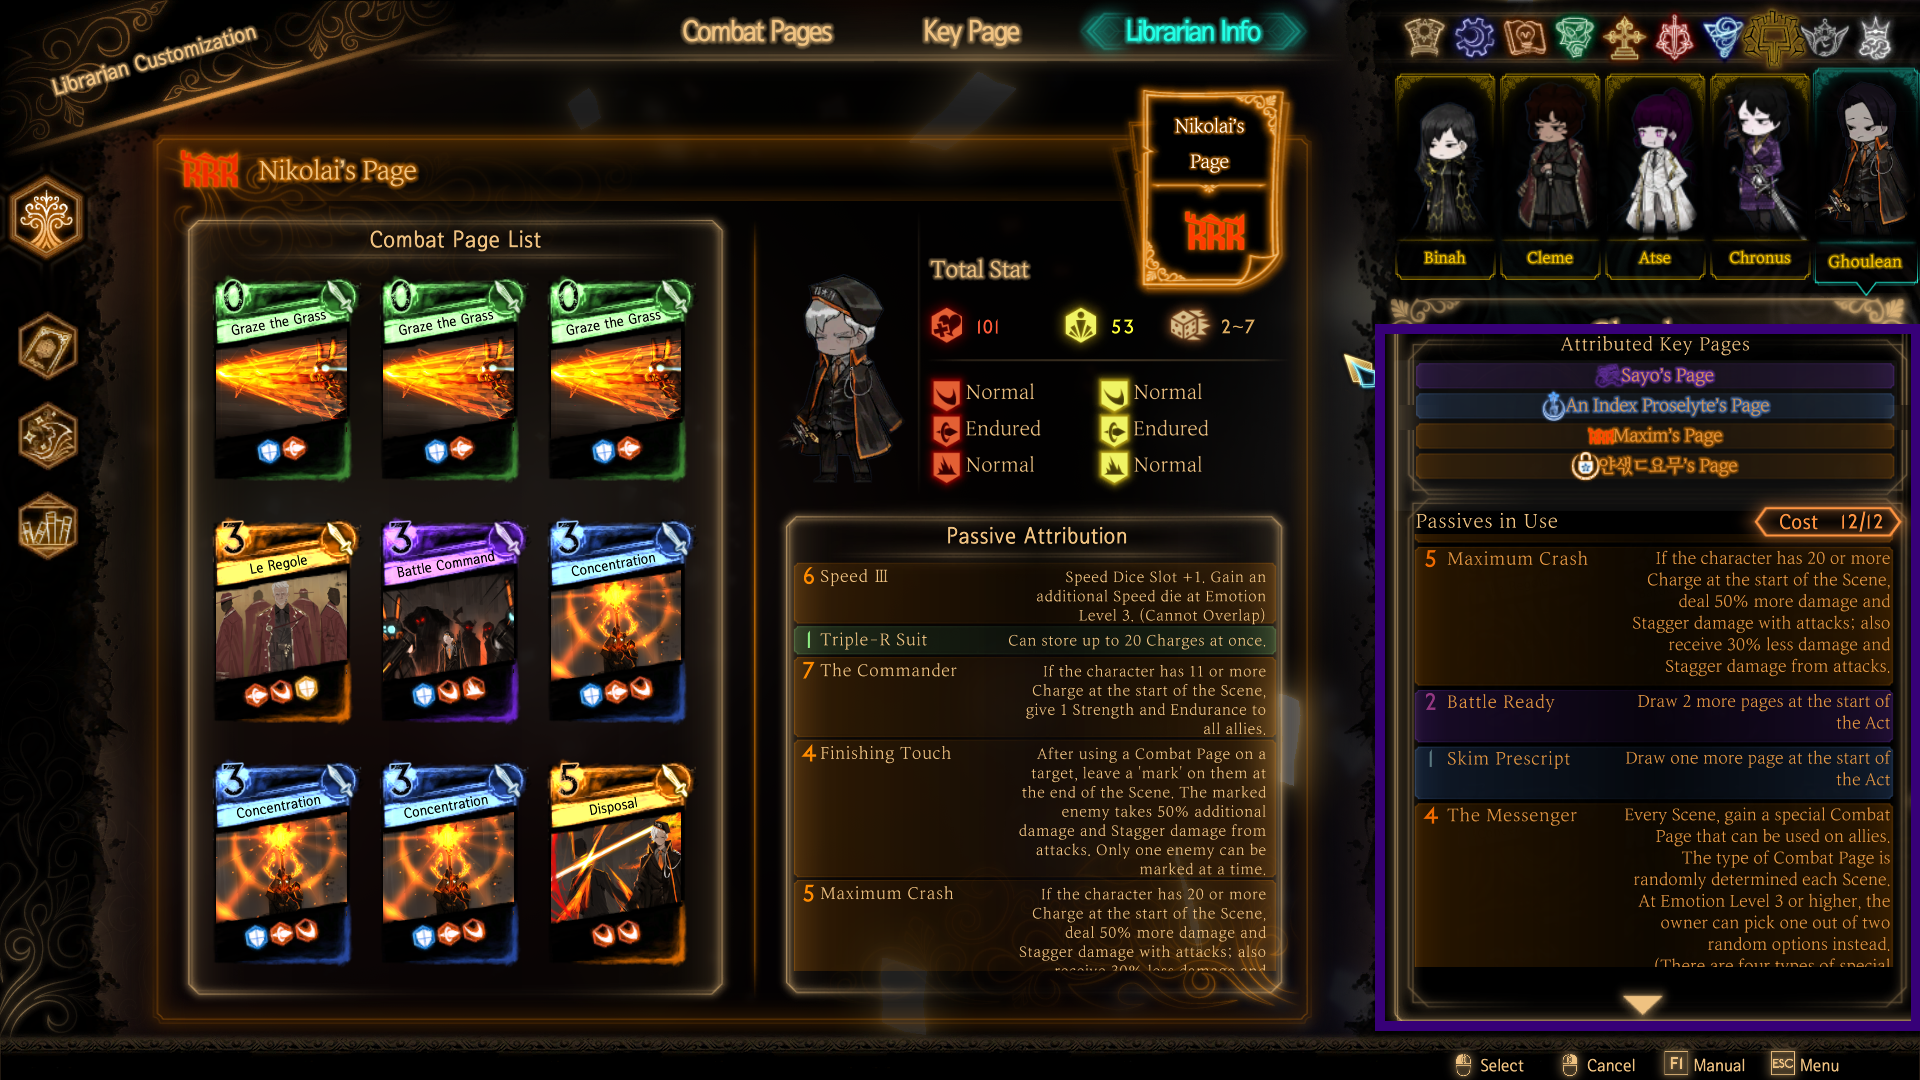 Librarian Customization
Combat Pages
Key Page
Librarian Info
Nikolai's Page
Nikolai's
Page
Binah
Cleme
Atse
Chronus
Ghoulean
Combat Page List
0
Graze the Grass
0
Graze the Grass
0
Graze the Grass
3
Le Regole
3
Battle Command
3
Concentration
3
Concentration
3
Concentration
5
Disposal
Total Stat
101
53
2~7
Normal
Normal
Endured
Endured
Normal
Normal
Passive Attribution
6 Speed III
Speed Dice Slot +1. Gain an
additional Speed die at Emotion
Level 3. (Cannot Overlap)
1 Triple-R Suit
Can store up to 20 Charges at once.
7 The Commander
If the character has 11 or more
Charge at the start of the Scene,
give 1 Strength and Endurance to
all allies.
4 Finishing Touch
After using a Combat Page on a
target, leave a 'mark' on them at
the end of the Scene. The marked
enemy takes 50% additional
damage and Stagger damage from
attacks. Only one enemy can be
marked at a time.
5 Maximum Crash
If the character has 20 or more
Charge at the start of the Scene,
deal 50% more damage and
Stagger damage with attacks; also
receive 30% less damage and
Attributed Key Pages
Sayo's Page
An Index Proselyte's Page
Maxim's Page
's Page
Passives in Use
Cost 12/12
5 Maximum Crash
If the character has 20 or more
Charge at the start of the Scene,
deal 50% more damage and
Stagger damage with attacks; also
receive 30% less damage and
Stagger damage from attacks.
2 Battle Ready
Draw 2 more pages at the start of
the Act
1 Skim Prescript
Draw one more page at the start of
the Act
4 The Messenger
Every Scene, gain a special Combat
Page that can be used on allies.
The type of Combat Page is
randomly determined each Scene.
At Emotion Level 3 or higher, the
owner can pick one out of two
random options instead.
(There are four types of special
Select
Cancel
F1 Manual
ESC Menu